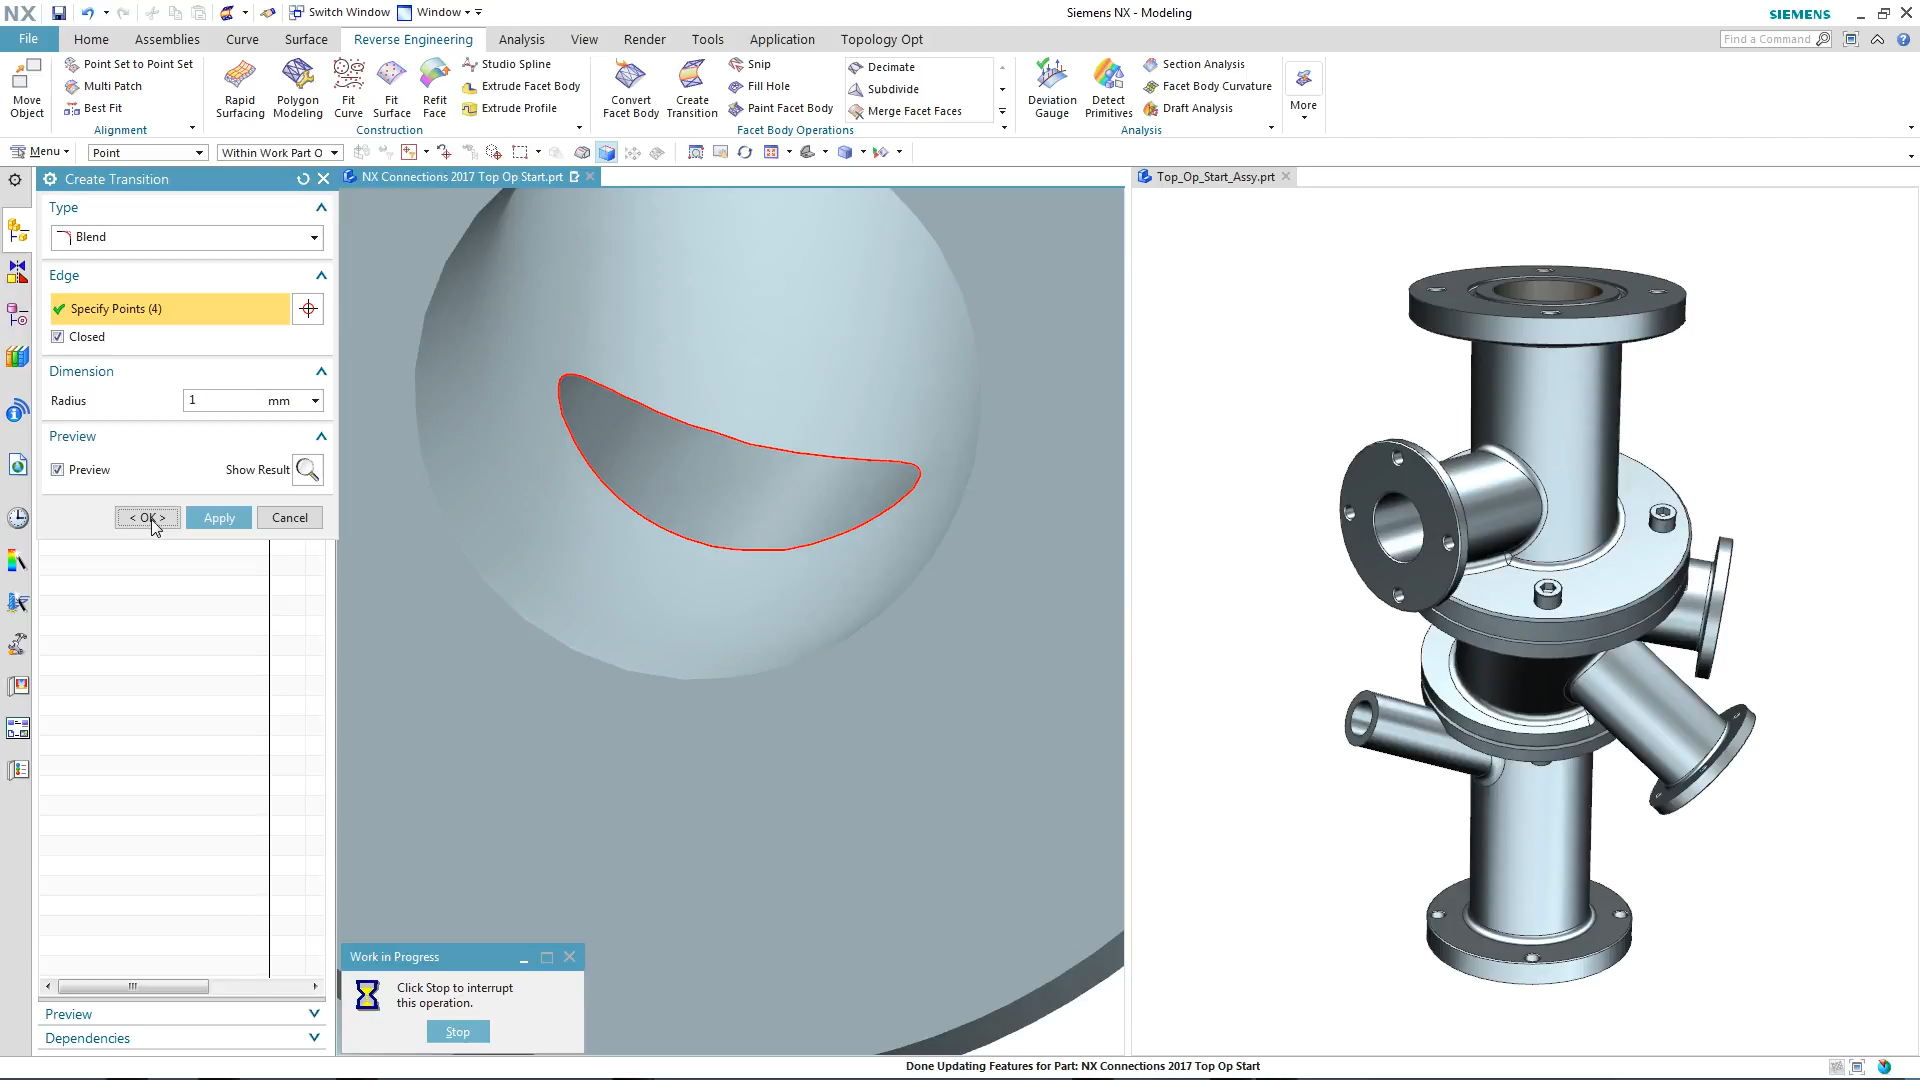 NX
Switch Window
Window
Siemens NX - Modeling
SIEMENS
File
Home
Assemblies
Curve
Surface
Reverse Engineering
Analysis
View
Render
Tools
Application
Topology Opt
Find a Command
Move
Object
Point Set to Point Set
Multi Patch
Best Fit
Alignment
Rapid
Surfacing
Polygon
Modeling
Fit
Curve
Fit
Surface
Refit
Face
Studio Spline
Extrude Facet Body
Extrude Profile
Construction
Convert
Facet Body
Create
Transition
Snip
Fill Hole
Paint Facet Body
Decimate
Subdivide
Merge Facet Faces
Facet Body Operations
Deviation
Gauge
Detect
Primitives
Section Analysis
Facet Body Curvature
Draft Analysis
Analysis
More
Menu
Point
Within Work Part O
Create Transition
NX Connections 2017 Top Op Start.prt
Top_Op_Start_Assy.prt
Type
Blend
Edge
Specify Points (4)
Closed
Dimension
Radius
1
mm
Preview
Preview
Show Result
< OK >
Apply
Cancel
Work in Progress
Click Stop to interrupt
this operation.
Stop
Preview
Dependencies
Done Updating Features for Part: NX Connections 2017 Top Op Start